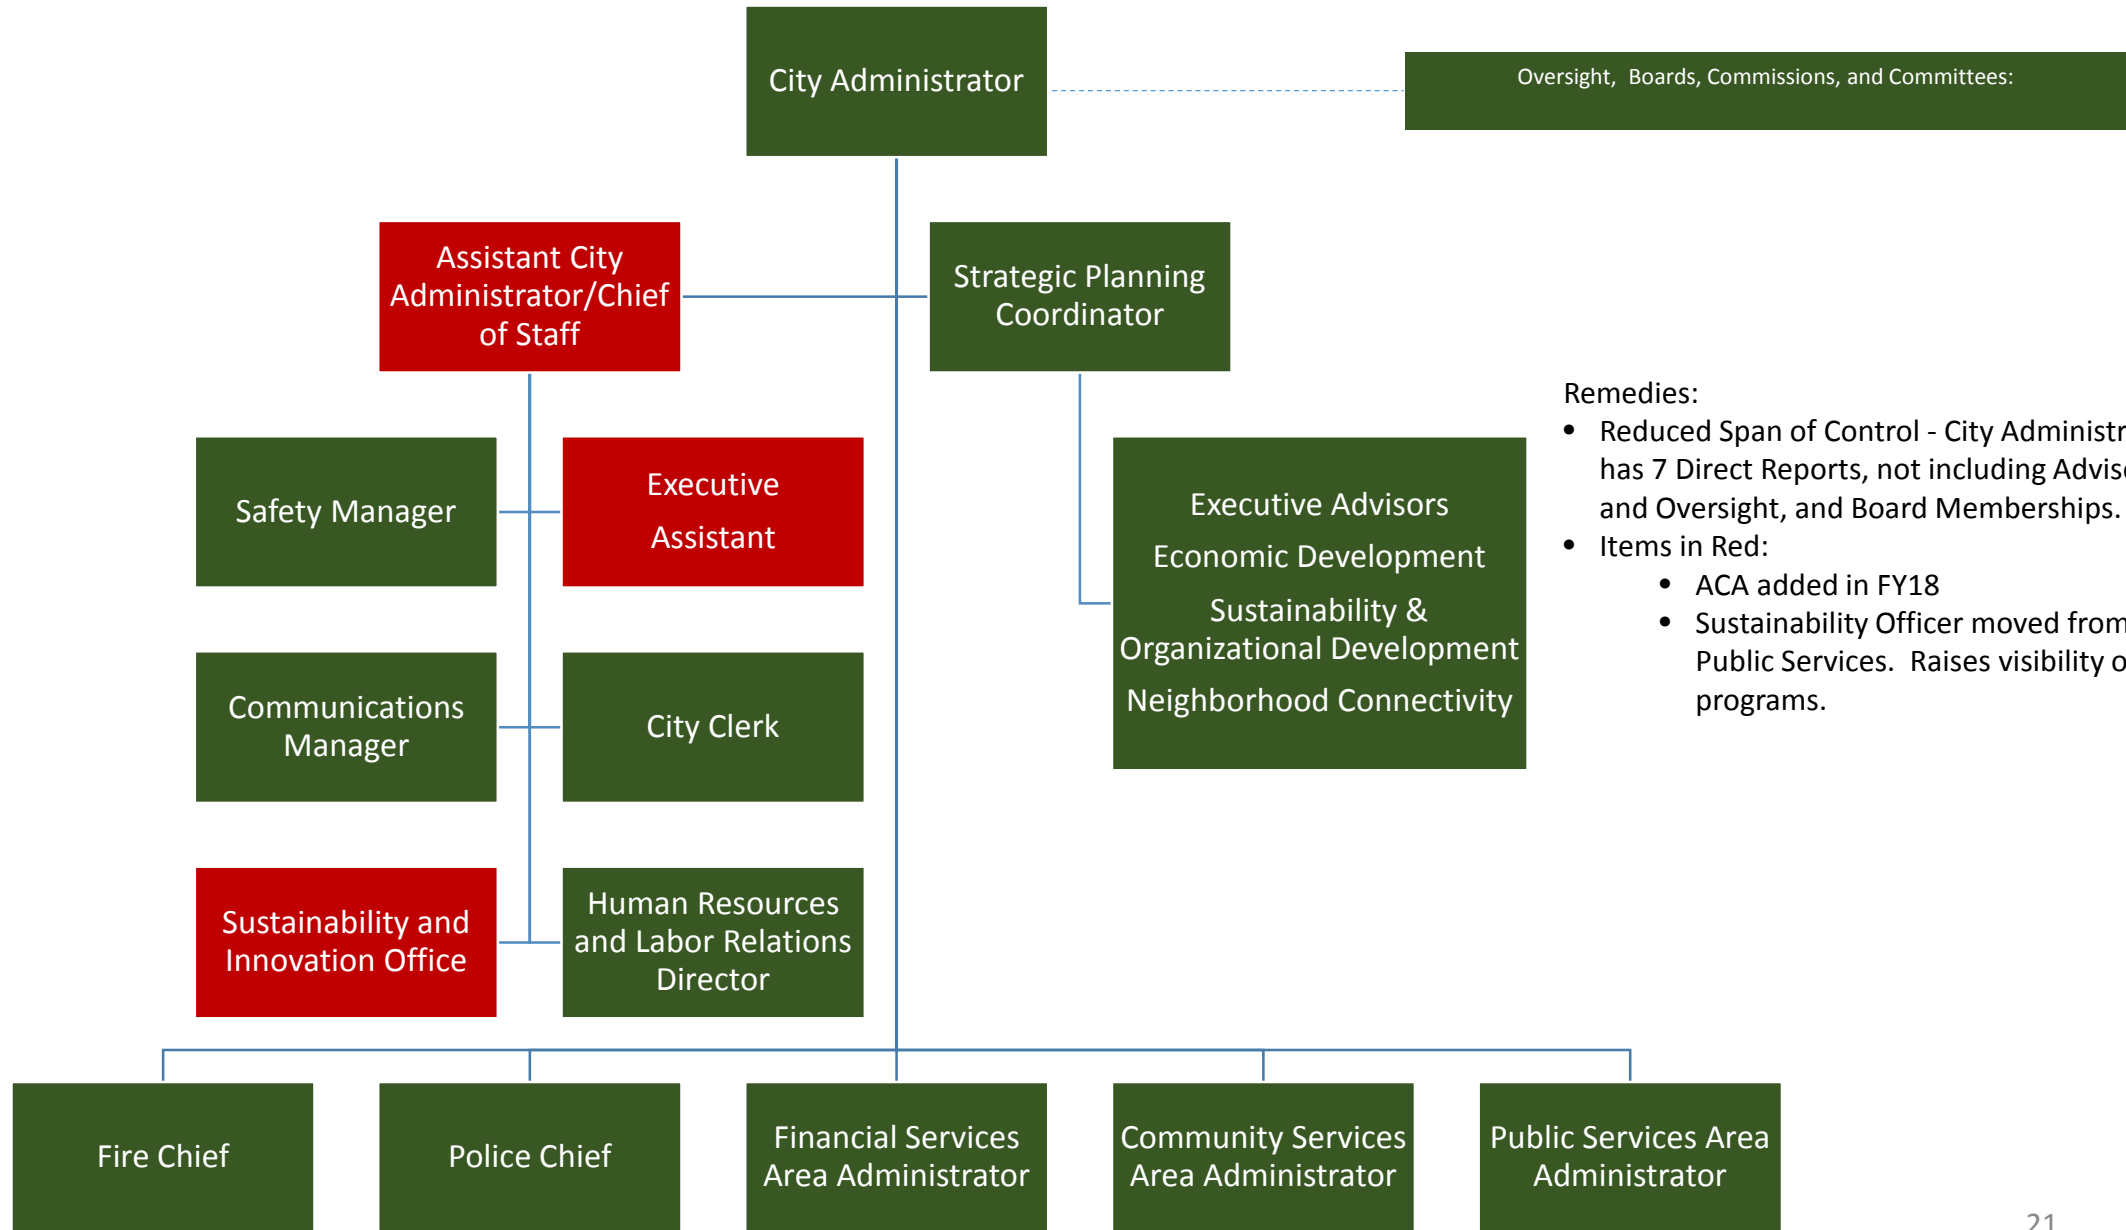 City Administrator
Oversight,  Boards, Commissions, and Committees:
Assistant City
Administrator/Chief
of Staff
Strategic Planning
Coordinator
Safety Manager
Executive
Assistant
Communications
Manager
City Clerk
Sustainability and
Innovation Office
Human Resources
and Labor Relations
Director
Executive Advisors
Economic Development
Sustainability &
Organizational Development
Neighborhood Connectivity
Remedies:
• Reduced Span of Control - City
has 7 Direct Reports, not including
and Oversight, and Board Memberships.
• Items in Red:
• ACA added in FY18
• Sustainability Officer moved from
Public Services.  Raises visibility
programs.
Fire Chief
Police Chief
Financial Services
Area Administrator
Community Services
Area Administrator
Public Services Area
Administrator
21